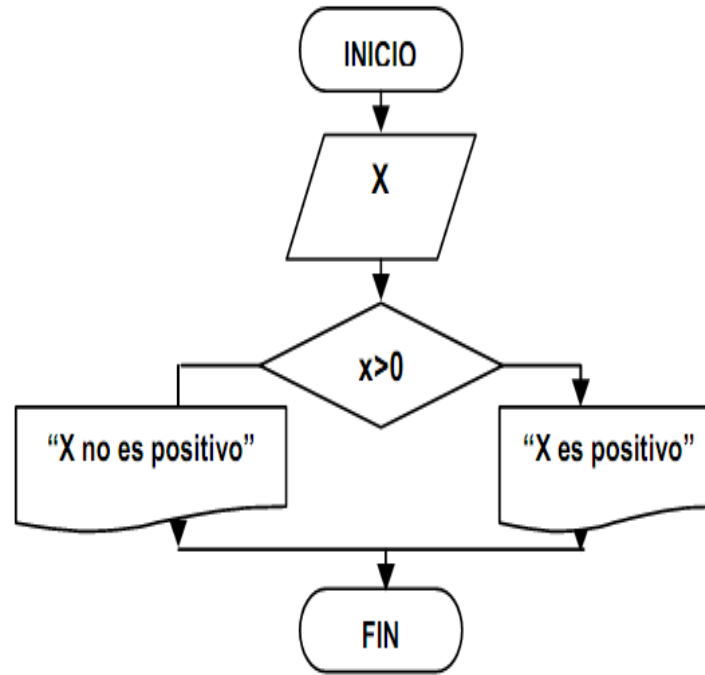 INICIO
X
x>0
“X no es positivo”
“X es positivo”
FIN